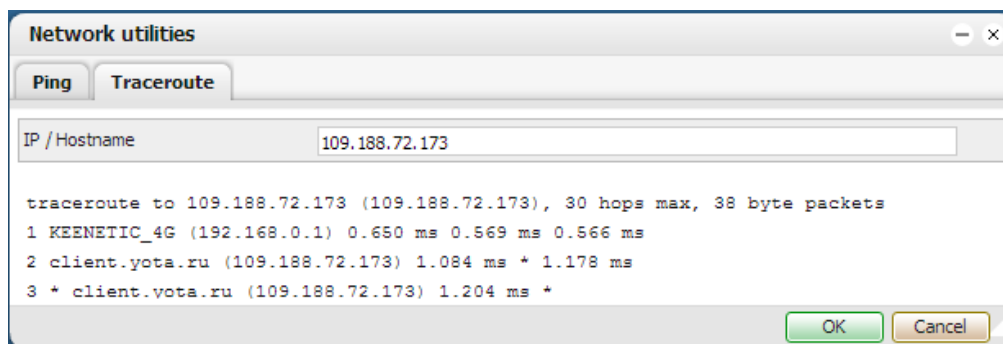 Network utilities
Ping Traceroute
IP / Hostname 109.188.72.173
traceroute to 109.188.72.173 (109.188.72.173), 30 hops max, 38 byte packets
1 KEENETIC_4G (192.168.0.1) 0.650 ms 0.569 ms 0.566 ms
2 client.yota.ru (109.188.72.173) 1.084 ms * 1.178 ms
3 * client.yota.ru (109.188.72.173) 1.204 ms *
OK Cancel